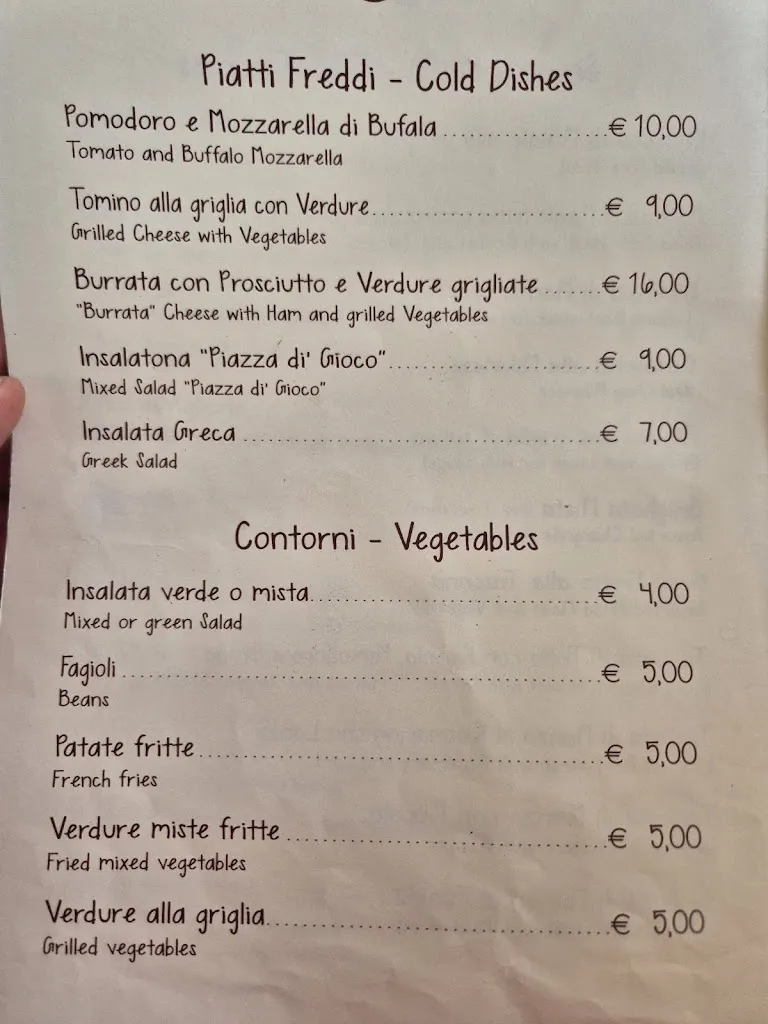 Piatti Freddi - Cold Dishes
Pomodoro e Mozzarella di Bufala ..................... € 10,00
Tomato and Buffalo Mozzarella
Tomino alla griglia con Verdure.............................. € 9,00
Grilled Cheese with Vegetables
Burrata con Prosciutto e Verdure grigliate ....... € 16,00
"Burrata" Cheese with Ham and grilled Vegetables
Insalatona "Piazza di' Gioco"........................... € 9,00
Mixed Salad "Piazza di' Gioco"
Insalata Greca ............................................. € 7,00
Greek Salad
Contorni - Vegetables
Insalata verde o mista..................................... € 4,00
Mixed or green Salad
Fagioli ............................................................ € 5,00
Beans
Patate fritte.................................................... € 5,00
French fries
Verdure miste fritte ........................................ € 5,00
Fried mixed vegetables
Verdure alla griglia........................................... € 5,00
Grilled vegetables